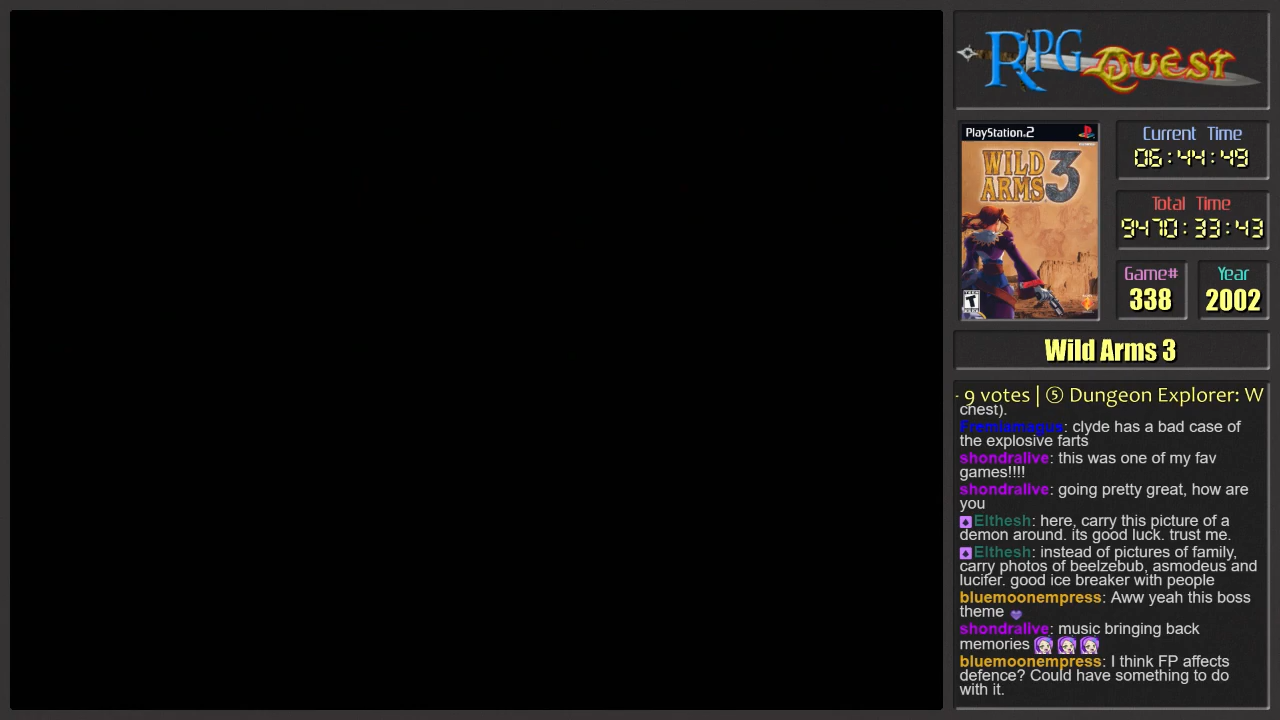 RPG Quest
PlayStation.2
WILD
ARMS 3
Current Time
06:44:49
Total Time
9470:33:43
Game#
338
Year
2002
Wild Arms 3
- 9 votes | ⑤ Dungeon Explorer: W
chest).
Fremiamagus: clyde has a bad case of
the explosive farts
shondralive: this was one of my fav
games!!!!
shondralive: going pretty great, how are
you
Elthesh: here, carry this picture of a
demon around. its good luck. trust me.
Elthesh: instead of pictures of family,
carry photos of beelzebub, asmodeus and
lucifer. good ice breaker with people
bluemoonempress: Aww yeah this boss
theme
shondralive: music bringing back
memories
bluemoonempress: I think FP affects
defence? Could have something to do
with it.